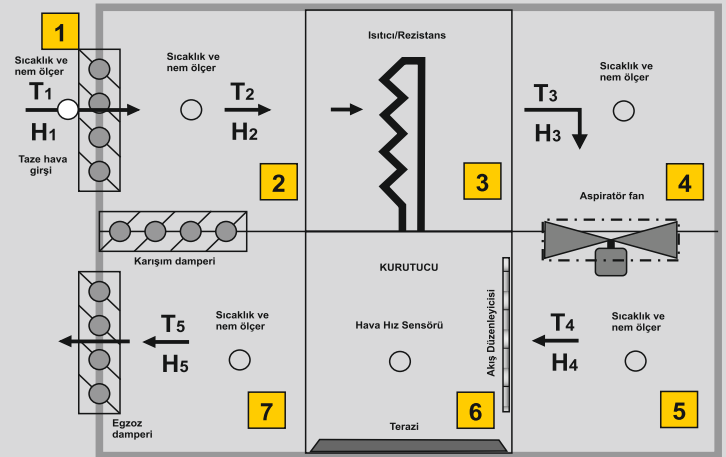 1
Sıcaklık ve
nem ölçer
T1
H1
Taze hava
girşi
Sıcaklık ve
nem ölçer
T2
H2
2
Isıtıcı/Rezistans
3
Sıcaklık ve
nem ölçer
T3
H3
4
Aspiratör fan
Karışım damperi
T5
H5
Sıcaklık ve
nem ölçer
7
Egzoz
damperi
KURUTUCU
Hava Hız Sensörü
Akış Düzenleyicisi
6
Terazi
T4
H4
Sıcaklık ve
nem ölçer
5